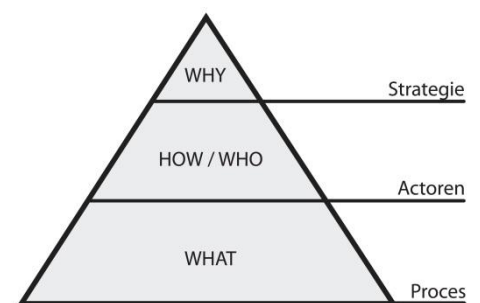 WHY
Strategie
HOW / WHO
Actoren
WHAT
Proces